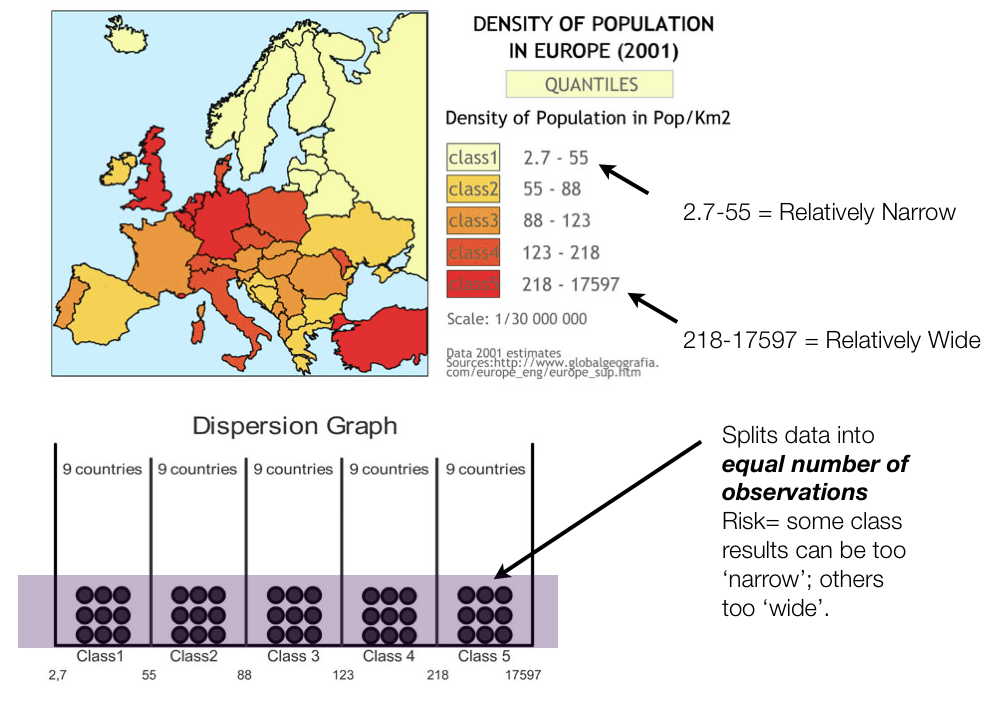 DENSITY OF POPULATION
IN EUROPE (2001)
QUANTILES
Density of Population in Pop/Km2
class1 2.7 - 55
class2 55 - 88
class3 88 - 123
class4 123 - 218
class5 218 - 17597
Scale: 1/30 000 000
Data 2001 estimates
Sources:http://www.globalgeografia.
com/europe_eng/europe_sup.htm
2.7-55 = Relatively Narrow
218-17597 = Relatively Wide
Dispersion Graph
9 countries 9 countries 9 countries 9 countries 9 countries
Class1 Class2 Class 3 Class 4 Class 5
2,7 55 88 123 218 17597
Splits data into
equal number of
observations
Risk= some class
results can be too
‘narrow’; others
too ‘wide’.